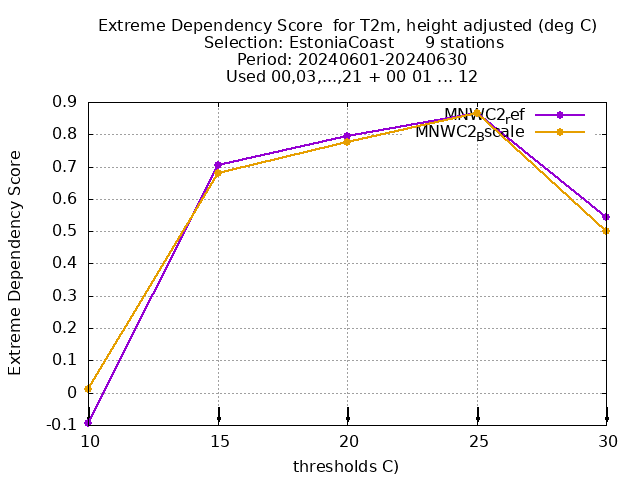 Extreme Dependency Score  for T2m, height adjusted (deg C)
Selection: EstoniaCoast      9 stations
Period: 20240601-20240630
Used 00,03,...,21 + 00 01 ... 12
MNWC2ref
MNWC2Bscale
0.9
0.8
0.7
0.6
0.5
0.4
0.3
0.2
0.1
0
-0.1
Extreme Dependency Score
10 15 20 25 30
thresholds C)